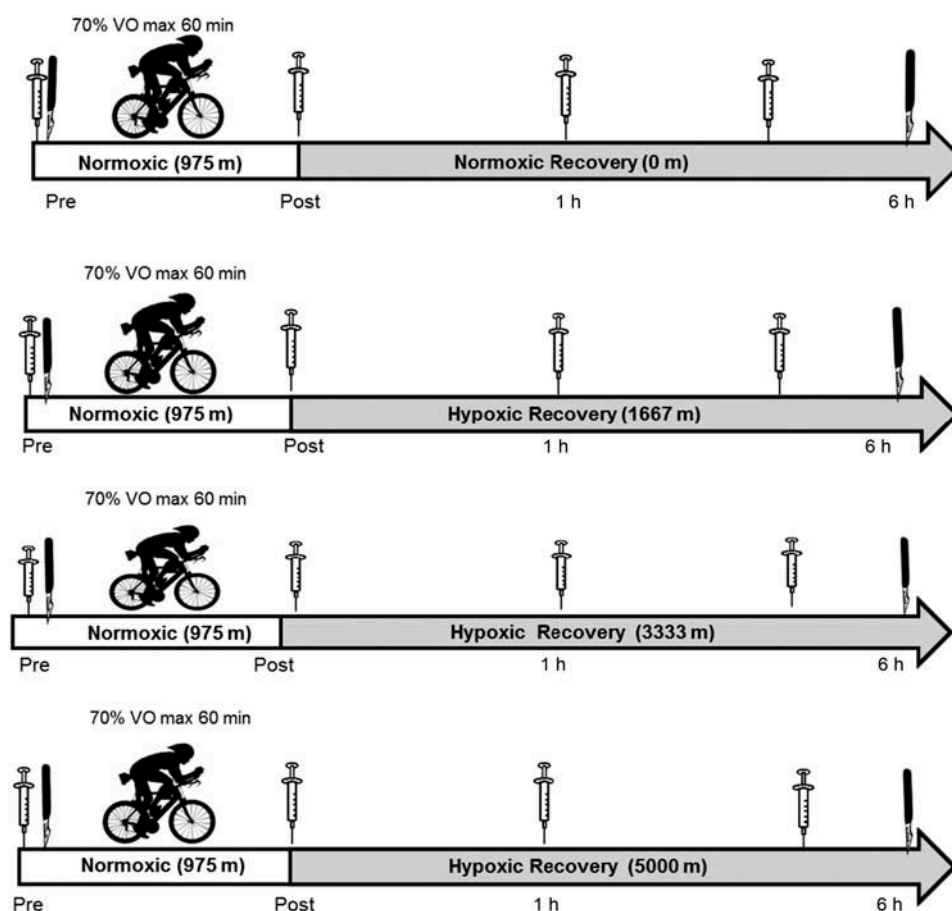 70% VO max 60 min
Normoxic (975 m) Normoxic Recovery (0 m)
Pre Post 1 h 6 h
70% VO max 60 min
Normoxic (975 m) Hypoxic Recovery (1667 m)
Pre Post 1 h 6 h
70% VO max 60 min
Normoxic (975 m) Hypoxic Recovery (3333 m)
Pre Post 1 h 6 h
70% VO max 60 min
Normoxic (975 m) Hypoxic Recovery (5000 m)
Pre Post 1 h 6 h